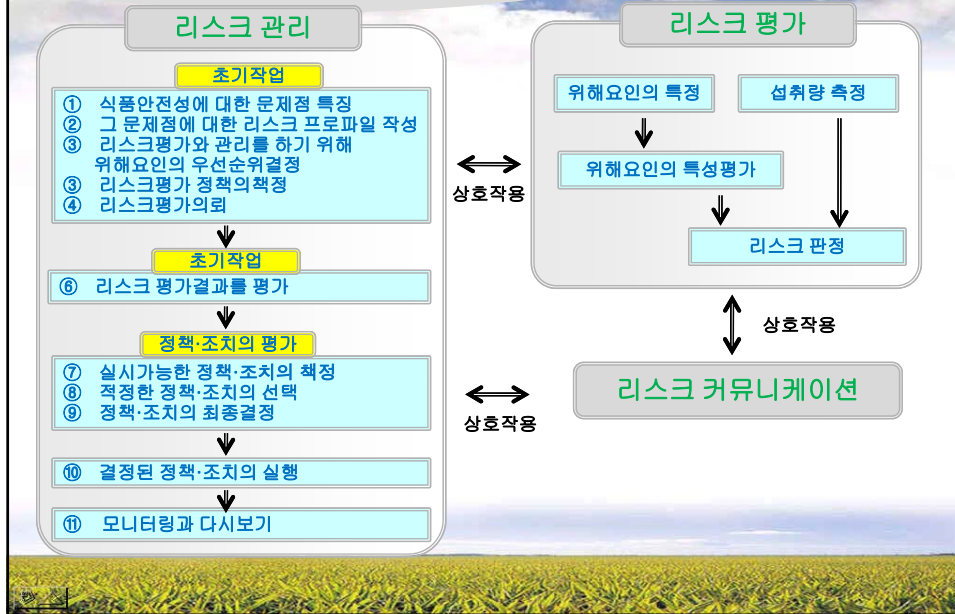 리스크 관리
초기작업
① 식품안전성에 대한 문제점 특징
② 그 문제점에 대한 리스크 프로파일 작성
③ 리스크평가와 관리를 하기 위해
위해요인의 우선순위결정
③ 리스크평가 정책의책정
④ 리스크평가의뢰
초기작업
⑥ 리스크 평가결과를 평가
정책·조치의 평가
⑦ 실시가능한 정책·조치의 책정
⑧ 적정한 정책·조치의 선택
⑨ 정책·조치의 최종결정
⑩ 결정된 정책·조치의 실행
⑪ 모니터링과 다시보기
상호작용
리스크 평가
위해요인의 특정
섭취량 측정
위해요인의 특성평가
리스크 판정
상호작용
리스크 커뮤니케이션
상호작용